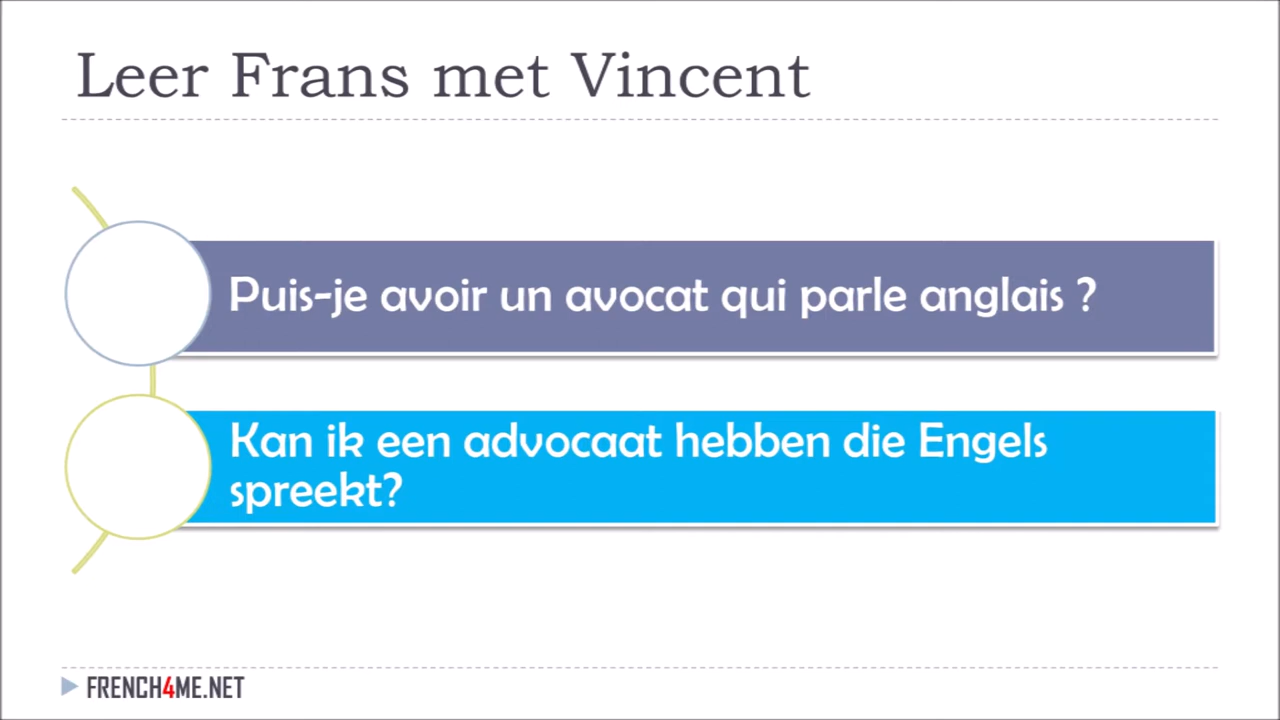 Leer Frans met Vincent
Puis-je avoir un avocat qui parle anglais ?
Kan ik een advocaat hebben die Engels
spreekt?
FRENCH4ME.NET